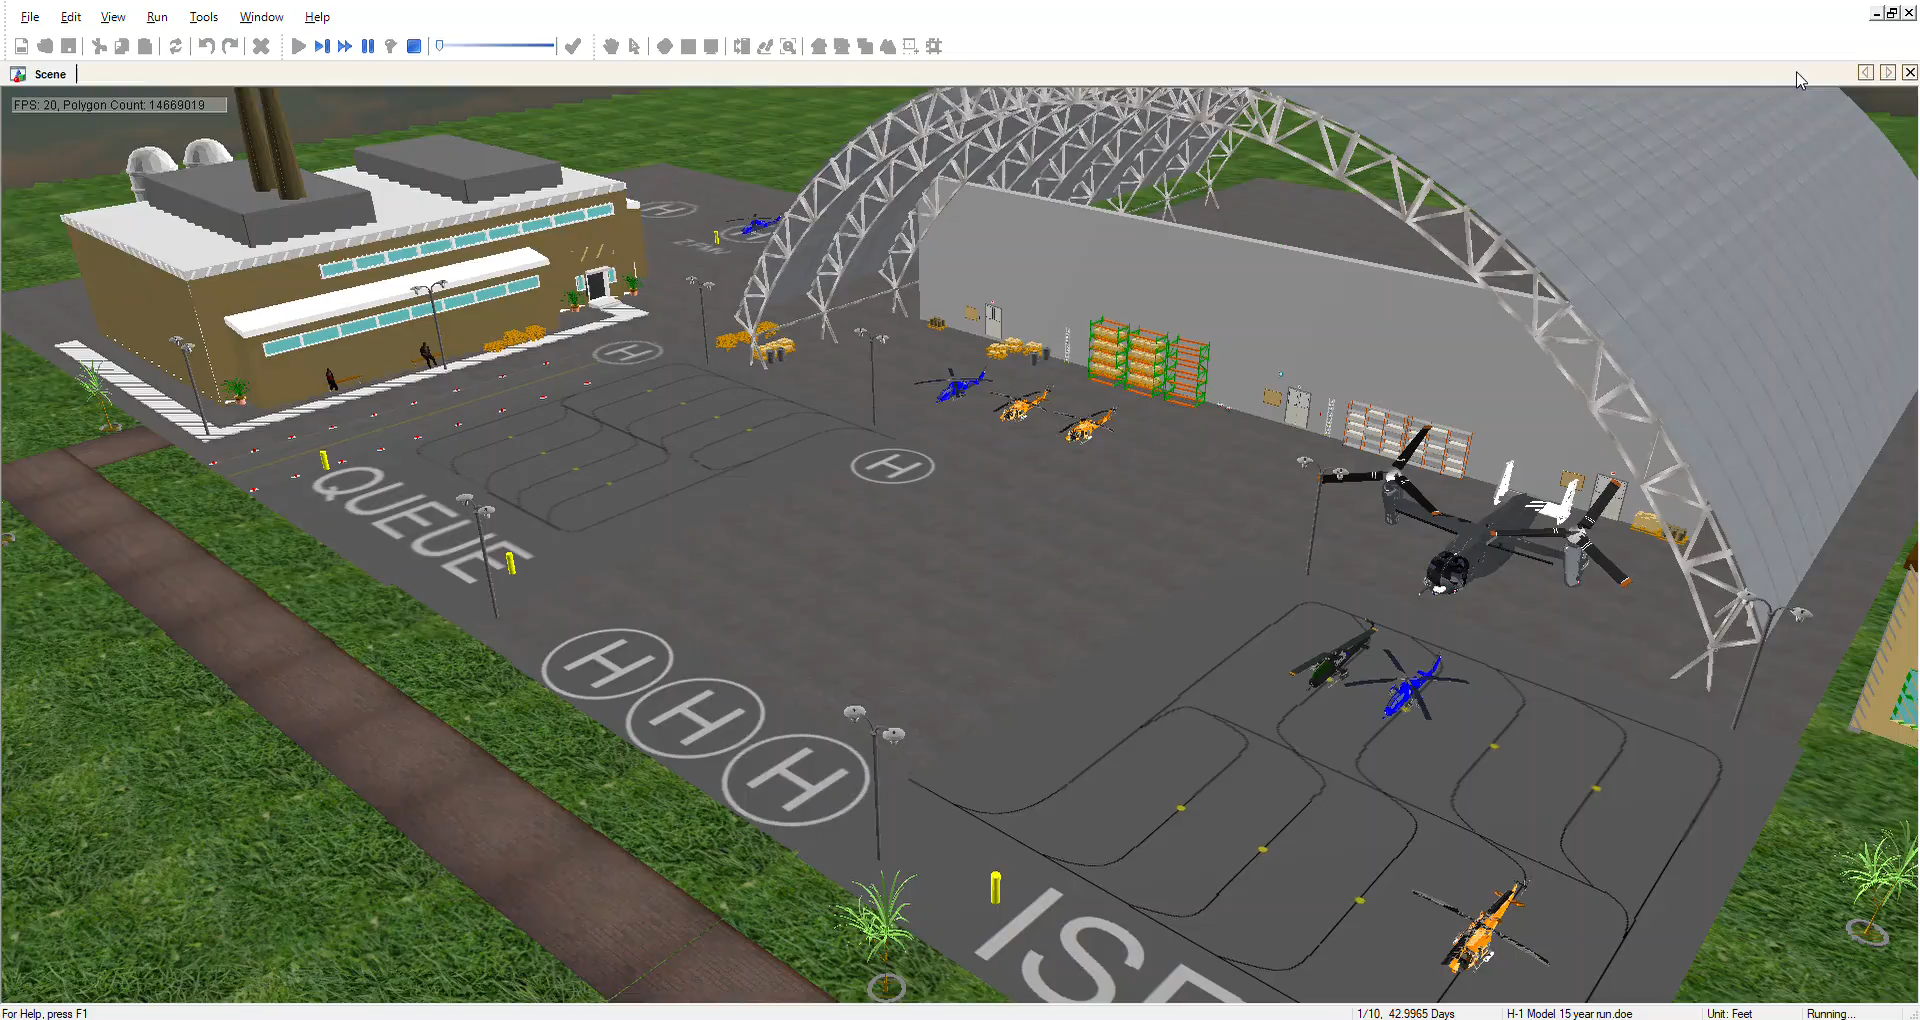 File Edit View Run Tools Window Help
Scene
FPS: 20, Polygon Count: 14669019
H
H
H
H
QUEUE
H
H
H
For Help, press F1
1/10, 42.9965 Days
H-1 Model 15 year run.doe
Unit: Feet
Running...